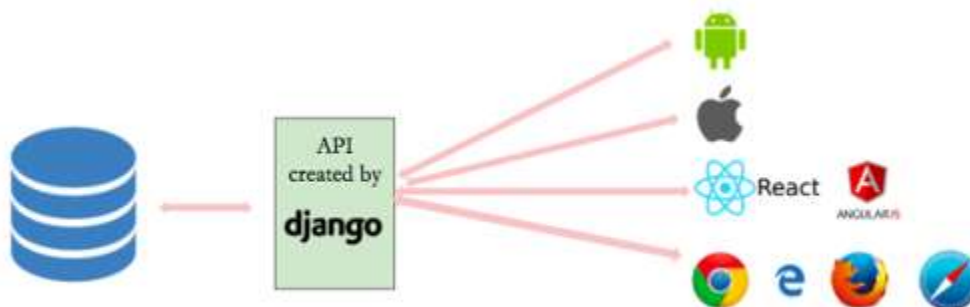 API
created by
django
React
ANGULARJS